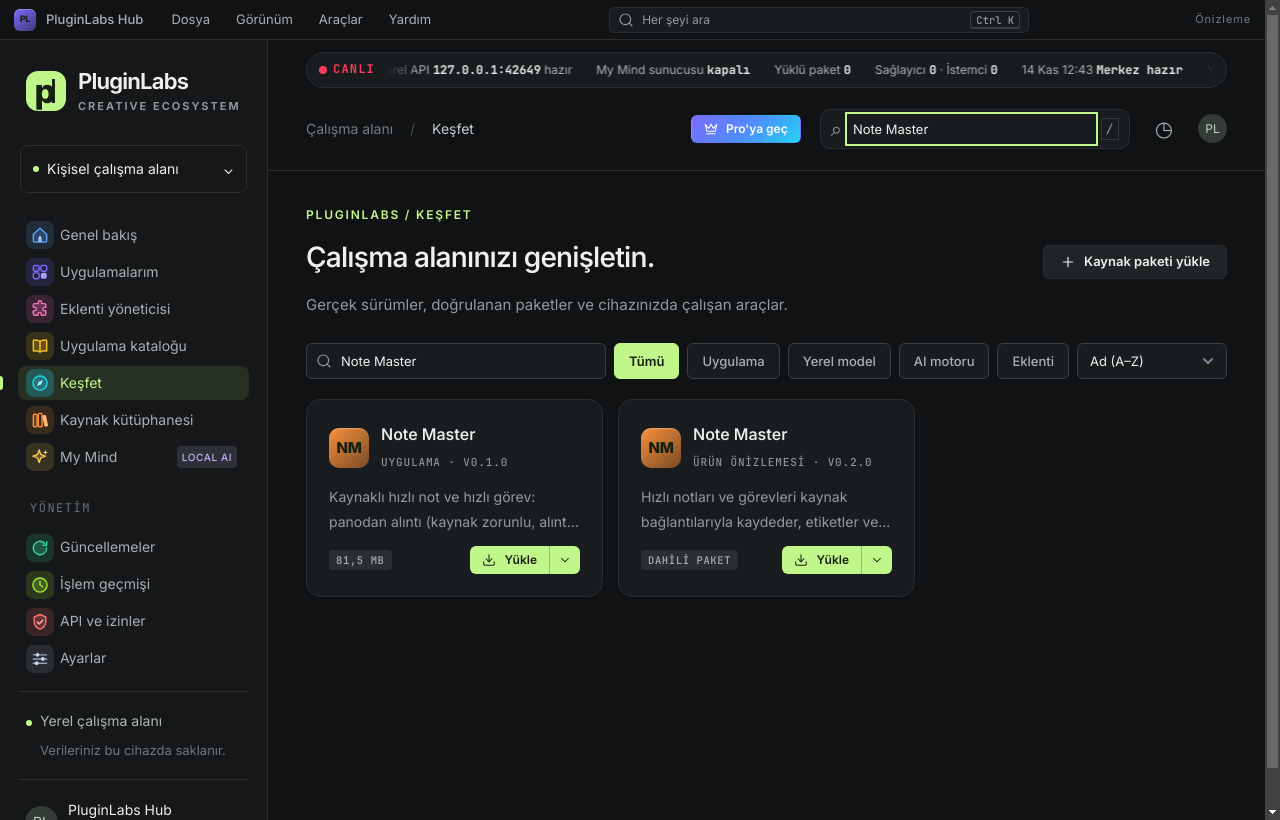 PL PluginLabs Hub Dosya Görünüm Araçlar Yardım Her şeyi ara Ctrl K Önizleme
PluginLabs
CREATIVE ECOSYSTEM
Kişisel çalışma alanı
Genel bakış
Uygulamalarım
Eklenti yöneticisi
Uygulama kataloğu
Keşfet
Kaynak kütüphanesi
My Mind LOCAL AI
YÖNETİM
Güncellemeler
İşlem geçmişi
API ve izinler
Ayarlar
Yerel çalışma alanı
Verileriniz bu cihazda saklanır.
PluginLabs Hub
CANLI API 127.0.0.1:42649 hazır My Mind sunucusu kapalı Yüklü paket 0 Sağlayıcı 0 · İstemci 0 14 Kas 12:43 Merkez hazır
Çalışma alanı / Keşfet Pro'ya geç Note Master / PL
PLUGINLABS / KEŞFET
Çalışma alanınızı genişletin.
Kaynak paketi yükle
Gerçek sürümler, doğrulanan paketler ve cihazınızda çalışan araçlar.
Note Master Tümü Uygulama Yerel model AI motoru Eklenti Ad (A–Z)
NM Note Master
UYGULAMA · V0.1.0
Kaynaklı hızlı not ve hızlı görev:
panodan alıntı (kaynak zorunlu, alınt...
81,5 MB Yükle
NM Note Master
ÜRÜN ÖNİZLEMESİ · V0.2.0
Hızlı notları ve görevleri kaynak
bağlantılarıyla kaydeder, etiketler ve...
DAHİLİ PAKET Yükle